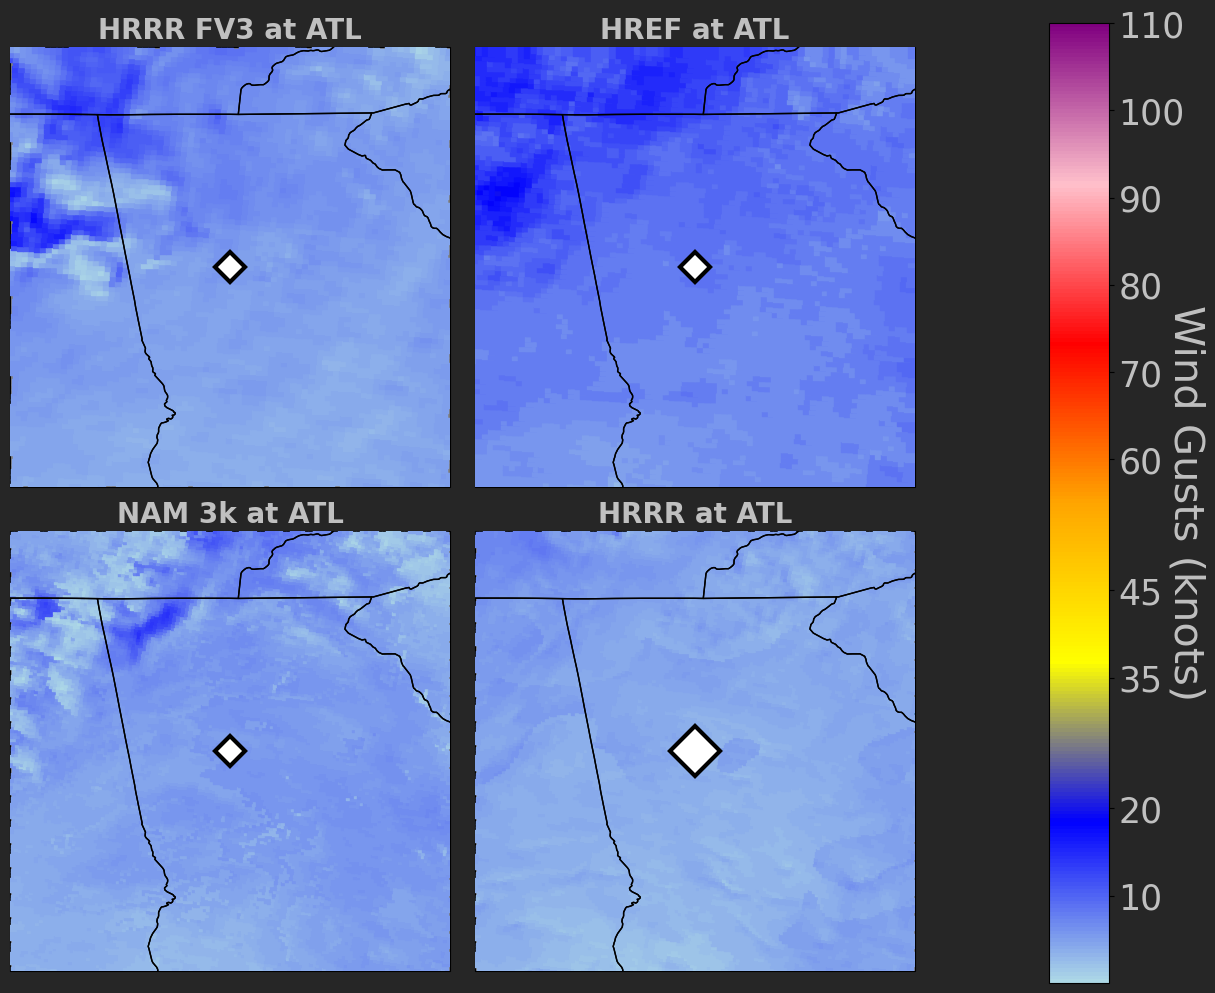 HRRR FV3 at ATL
HREF at ATL
NAM 3k at ATL
HRRR at ATL
110
100
90
80
70
60
45
35
20
10
Wind Gusts (knots)